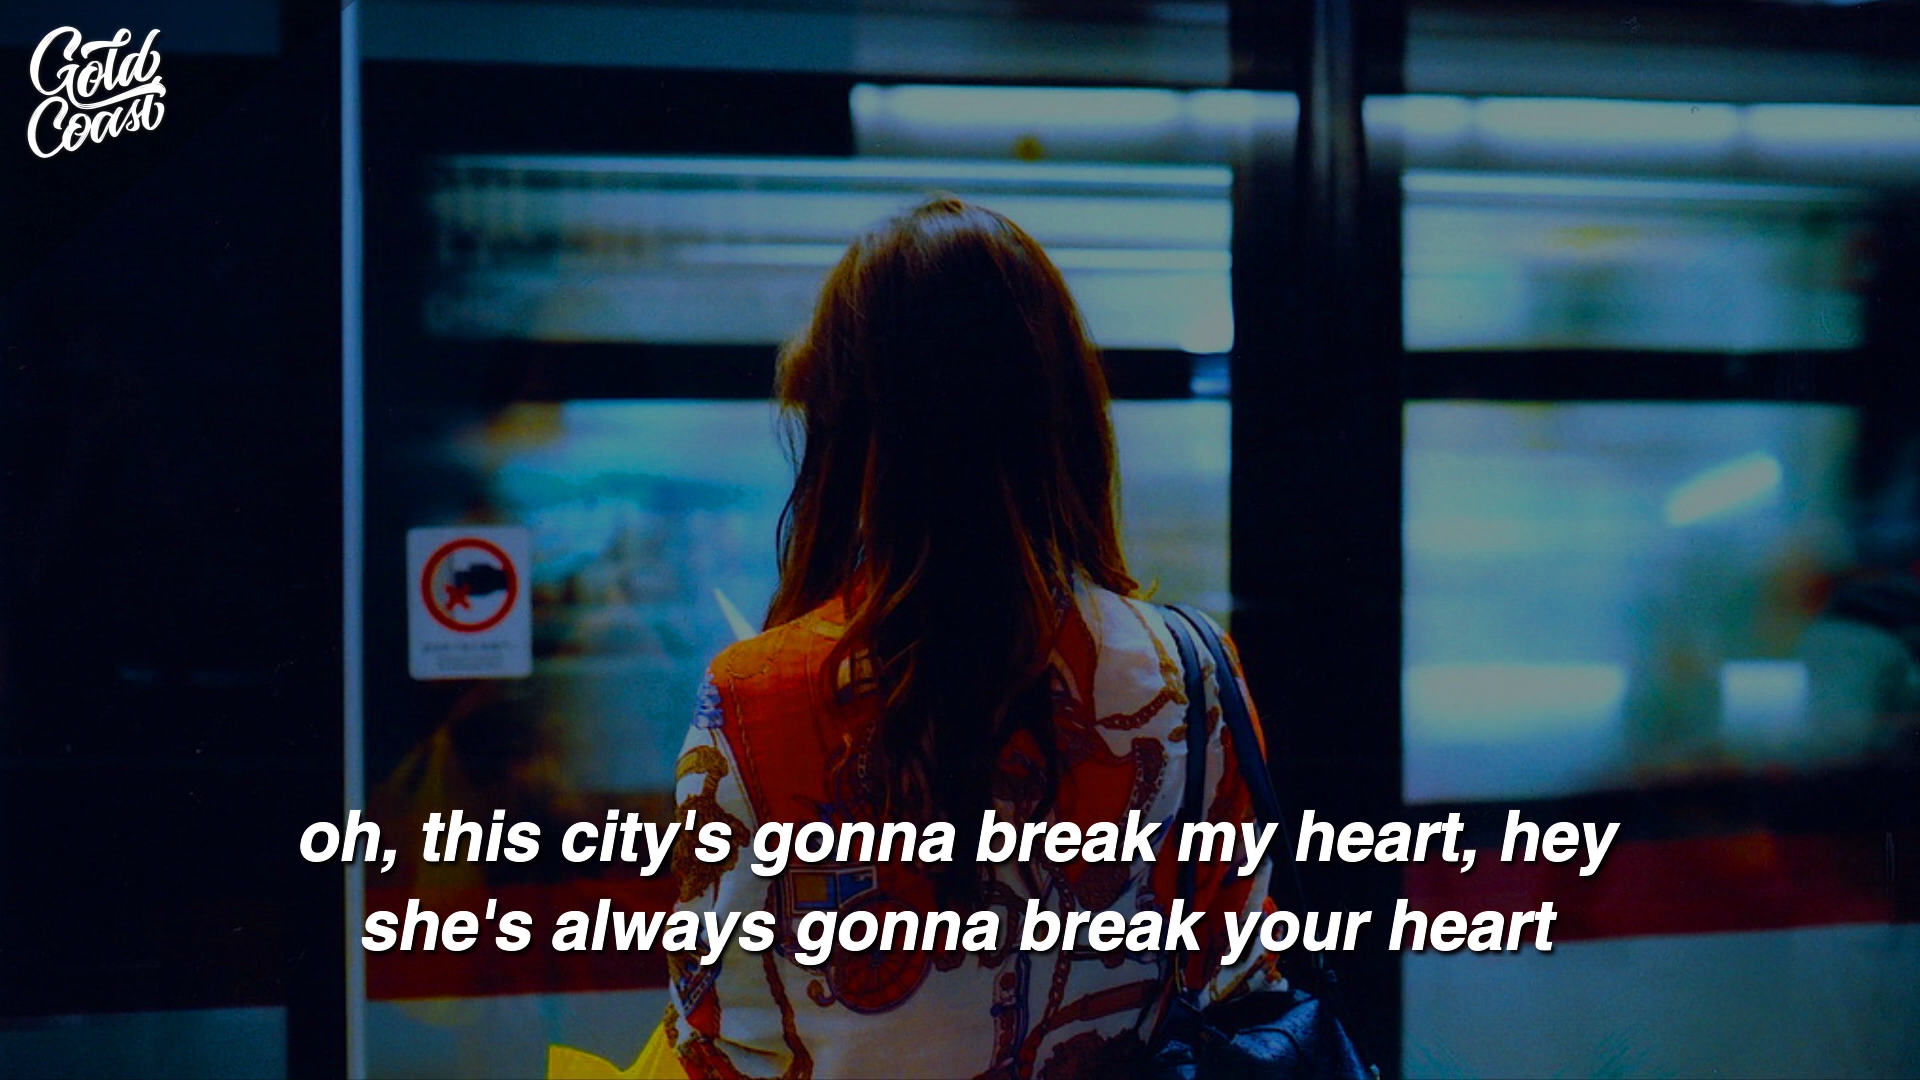 Gold
Coast
oh, this city's gonna break my heart, hey
she's always gonna break your heart